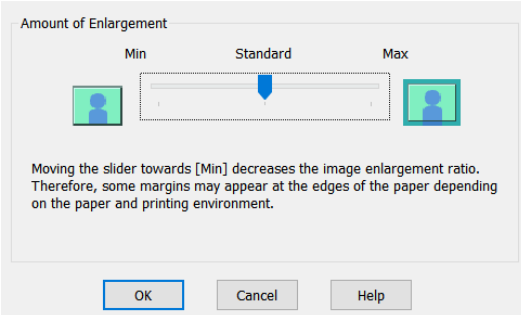 Amount of Enlargement
Min Standard Max
Moving the slider towards [Min] decreases the image enlargement ratio.
Therefore, some margins may appear at the edges of the paper depending
on the paper and printing environment.
OK Cancel Help